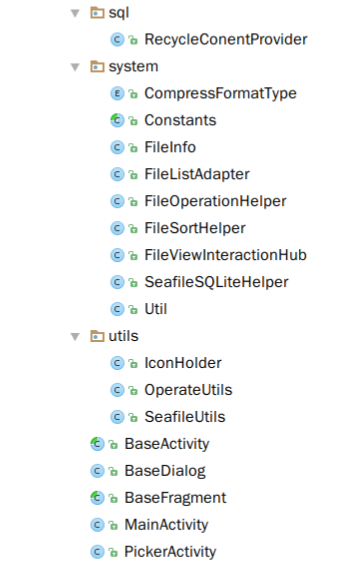 sql
RecycleConentProvider
system
CompressFormatType
Constants
FileInfo
FileListAdapter
FileOperationHelper
FileSortHelper
FileViewInteractionHub
SeafileSQLiteHelper
Util
utils
IconHolder
OperateUtils
SeafileUtils
BaseActivity
BaseDialog
BaseFragment
MainActivity
PickerActivity